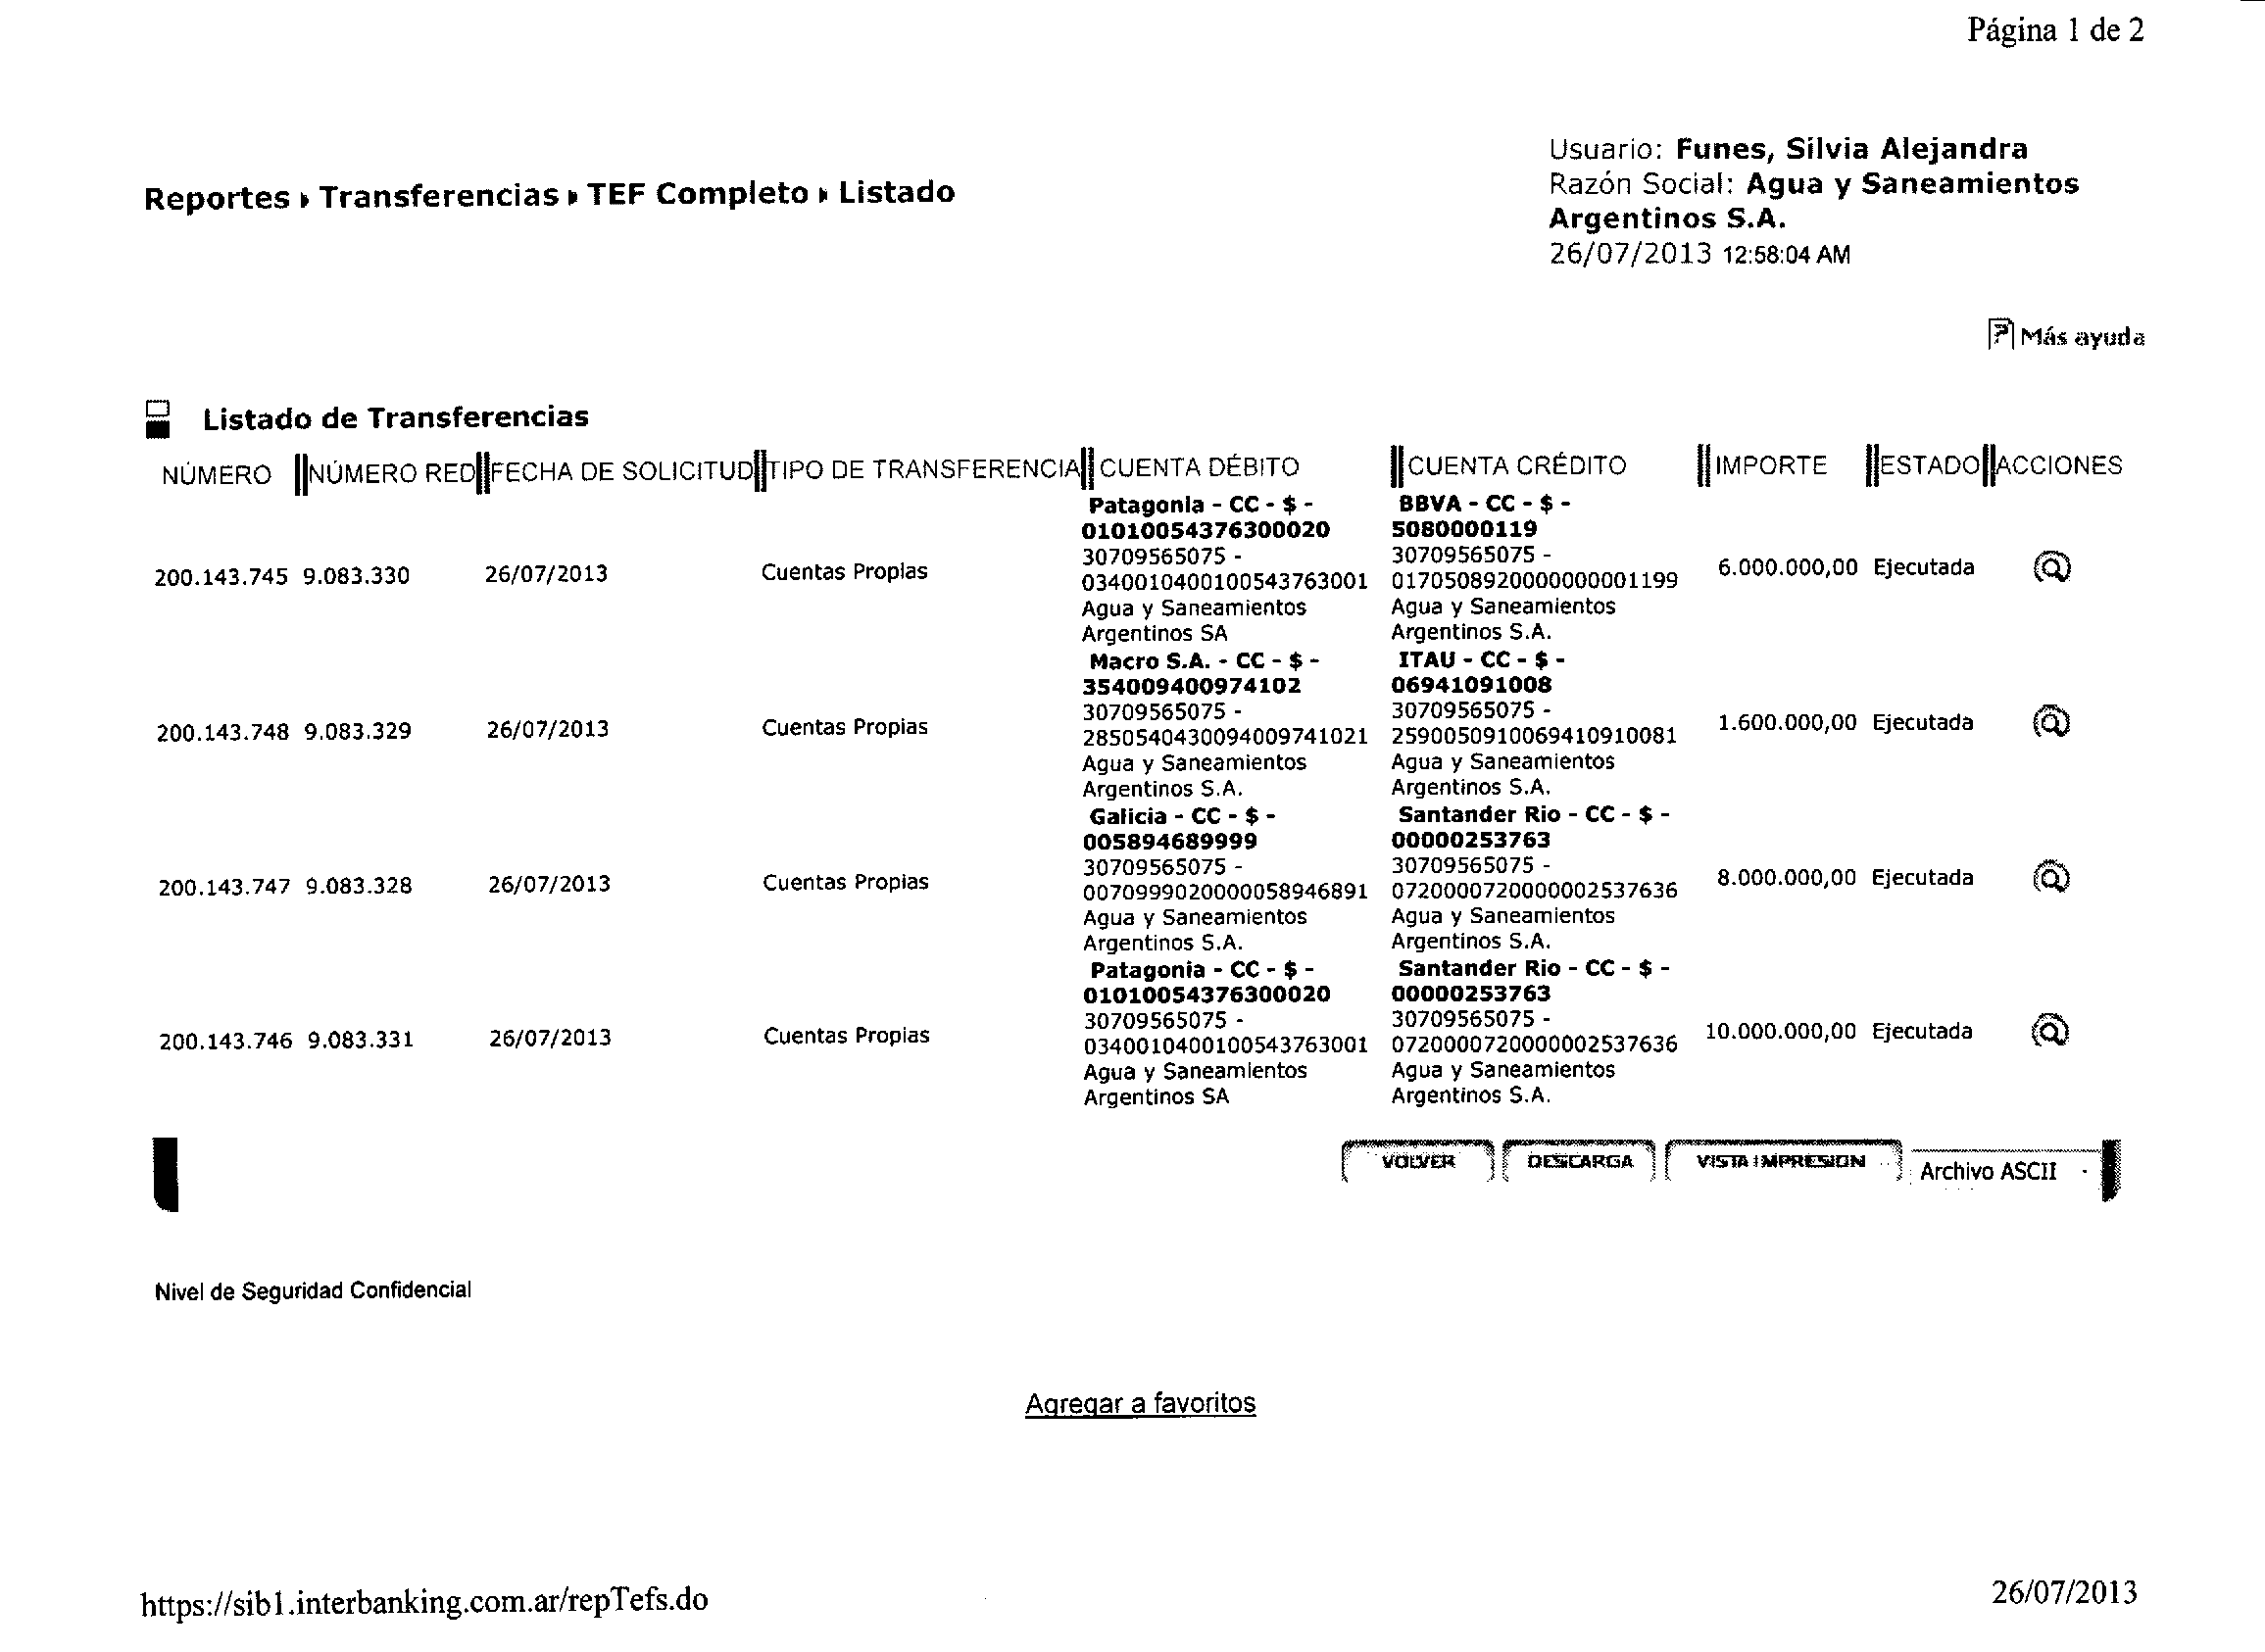 Página 1 de 2
Usuario: Funes, Silvia Alejandra
Razón Social: Agua y Saneamientos
Argentinos S.A.
26/07/2013 12:58:04 AM
Reportes ▸ Transferencias ▸ TEF Completo ▸ Listado
Más ayuda
Listado de Transferencias
NÚMERO NÚMERO RED FECHA DE SOLICITUD TIPO DE TRANSFERENCIA CUENTA DÉBITO CUENTA CRÉDITO IMPORTE ESTADO ACCIONES
Patagonia - CC - $ - BBVA - CC - $ -
01010054376300020 5080000119
30709565075 - 30709565075 -
200.143.745 9.083.330 26/07/2013 Cuentas Propias 0340010400100543763001 0170508920000000001199 6.000.000,00 Ejecutada
Agua y Saneamientos Agua y Saneamientos
Argentinos SA Argentinos S.A.
Macro S.A. - CC - $ - ITAU - CC - $ -
354009400974102 06941091008
30709565075 - 30709565075 -
200.143.748 9.083.329 26/07/2013 Cuentas Propias 2850540430094009741021 2590050910069410910081 1.600.000,00 Ejecutada
Agua y Saneamientos Agua y Saneamientos
Argentinos S.A. Argentinos S.A.
Galicia - CC - $ - Santander Rio - CC - $ -
005894689999 00000253763
30709565075 - 30709565075 -
200.143.747 9.083.328 26/07/2013 Cuentas Propias 0070999020000058946891 0720000720000002537636 8.000.000,00 Ejecutada
Agua y Saneamientos Agua y Saneamientos
Argentinos S.A. Argentinos S.A.
Patagonia - CC - $ - Santander Rio - CC - $ -
01010054376300020 00000253763
30709565075 - 30709565075 -
200.143.746 9.083.331 26/07/2013 Cuentas Propias 0340010400100543763001 0720000720000002537636 10.000.000,00 Ejecutada
Agua y Saneamientos Agua y Saneamientos
Argentinos SA Argentinos S.A.
VOLVER DESCARGA VISTA IMPRESION Archivo ASCII
Nivel de Seguridad Confidencial
Agregar a favoritos
https://sib1.interbanking.com.ar/repTefs.do 26/07/2013